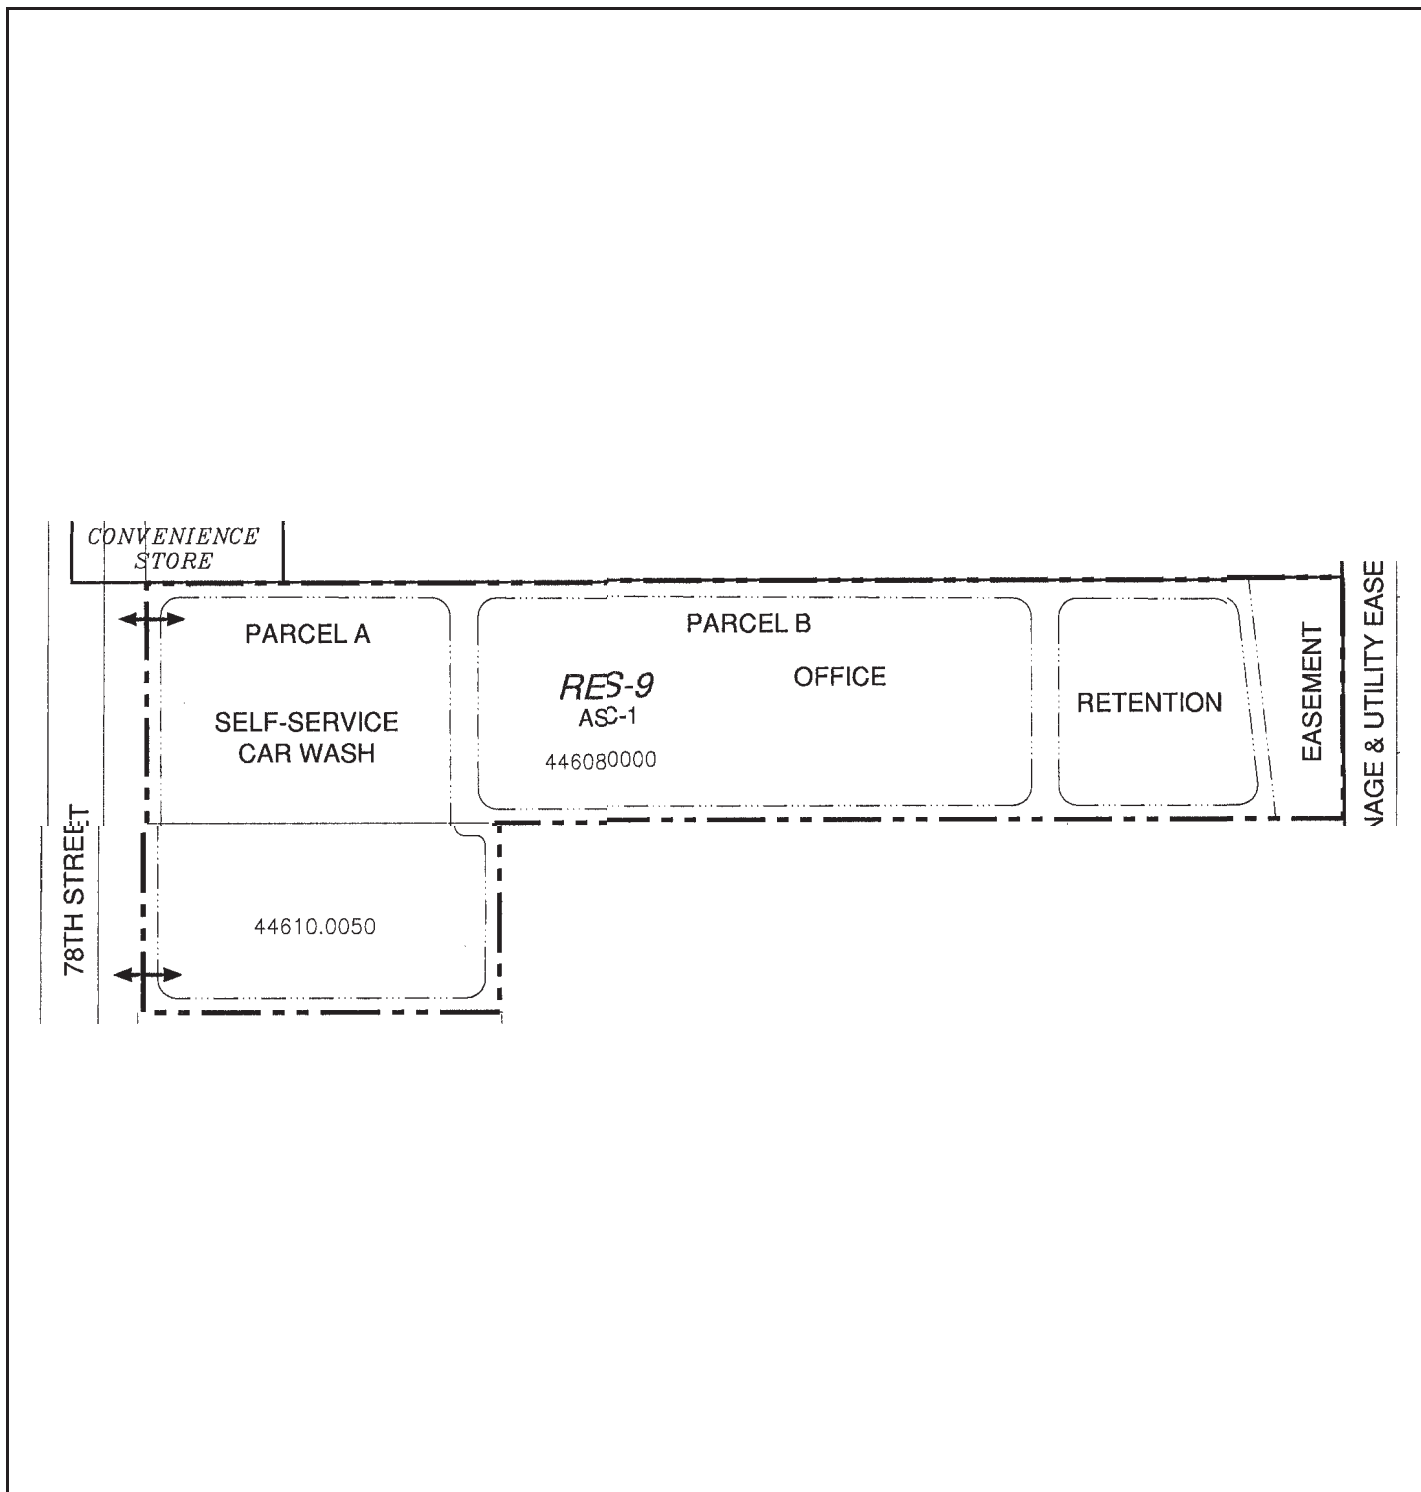 CONVENIENCE
STORE
PARCEL A
SELF-SERVICE
CAR WASH
PARCEL B
OFFICE
RES-9
ASC-1
446080000
RETENTION
EASEMENT
NAGE & UTILITY EASE
78TH STREET
44610.0050